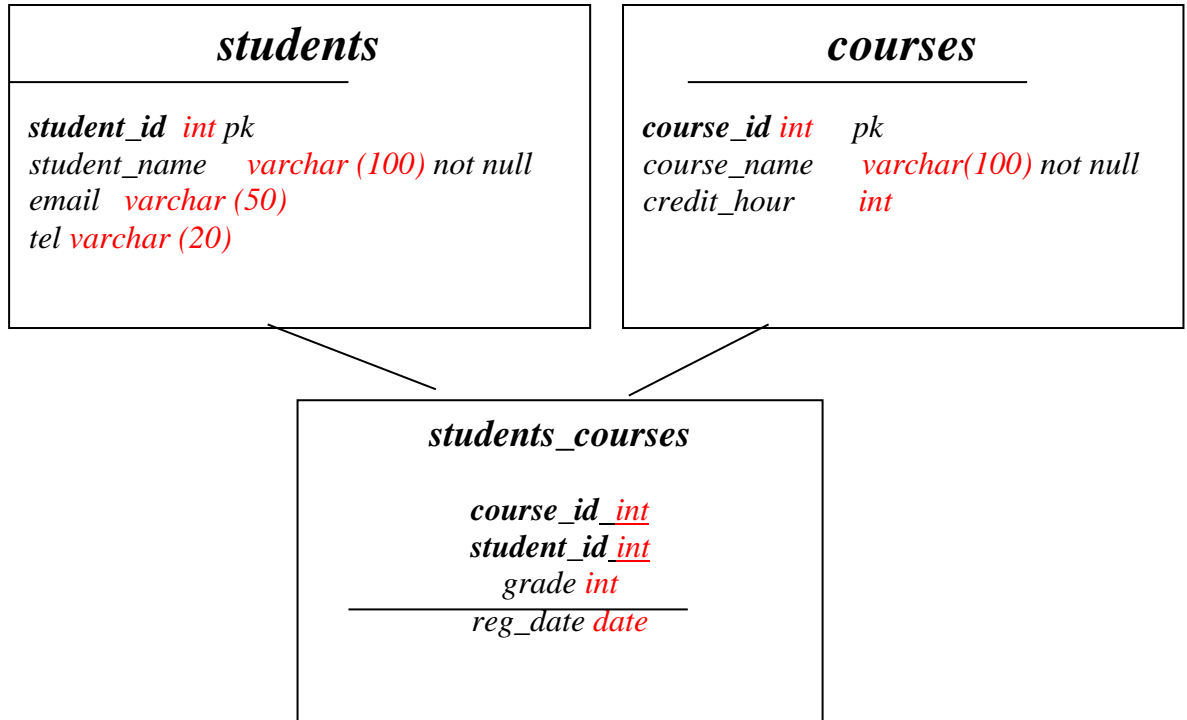 students
student_id int pk
student_name varchar (100) not null
email varchar (50)
tel varchar (20)
courses
course_id int pk
course_name varchar(100) not null
credit_hour int
students_courses
course_id int
student_id int
grade int
reg_date date